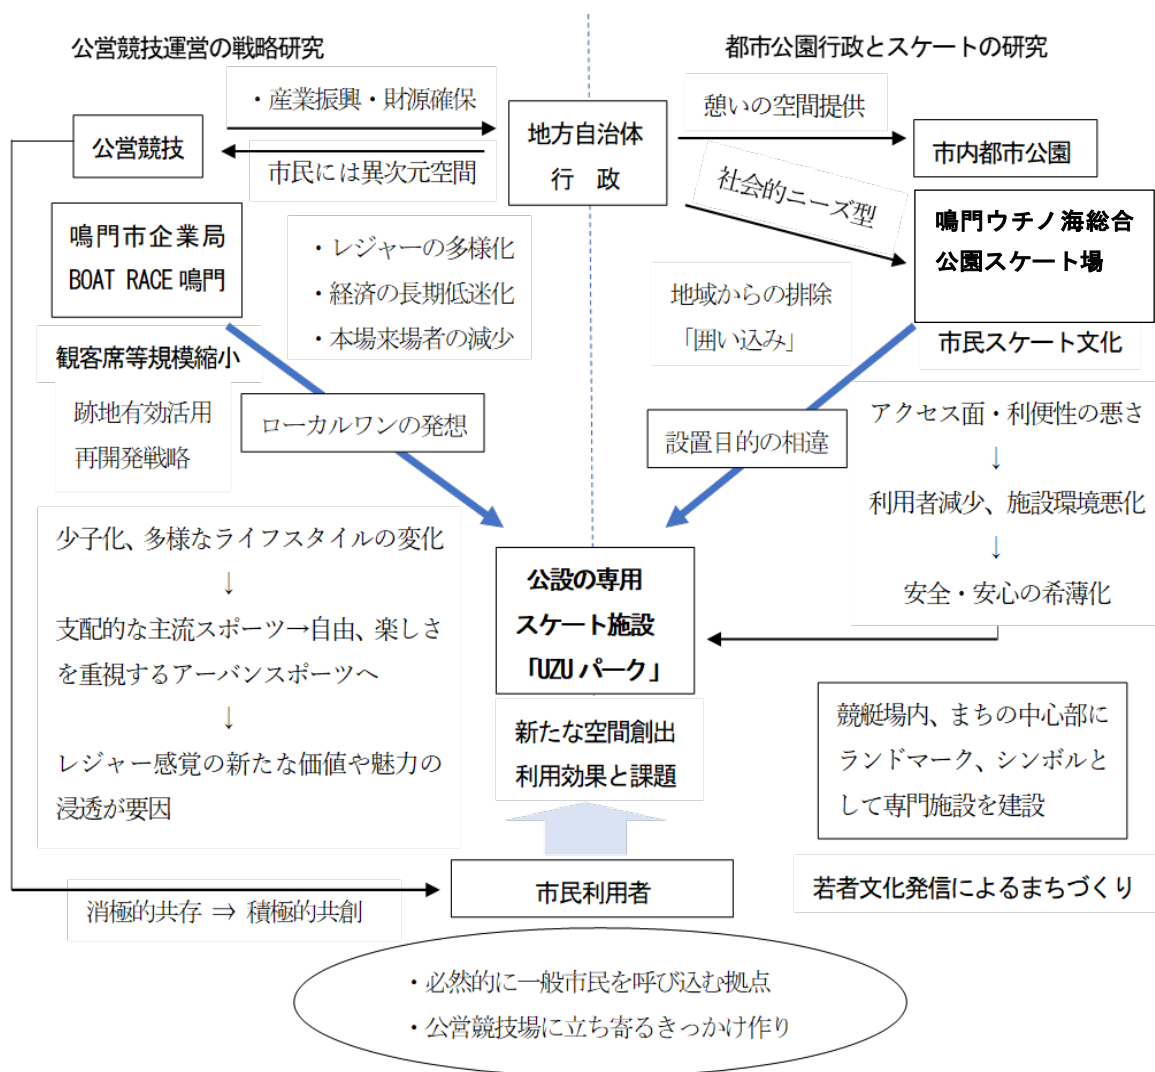 公営競技運営の戦略研究
都市公園行政とスケートの研究
・産業振興・財源確保
公営競技
市民には異次元空間
地方自治体
行　政
憩いの空間提供
市内都市公園
社会的ニーズ型
鳴門市企業局
BOAT RACE 鳴門
・レジャーの多様化
・経済の長期低迷化
・本場来場者の減少
鳴門ウチノ海総合
公園スケート場
地域からの排除
「囲い込み」
観客席等規模縮小
市民スケート文化
跡地有効活用
再開発戦略
ローカルワンの発想
設置目的の相違
アクセス面・利便性の悪さ
↓
利用者減少、施設環境悪化
↓
安全・安心の希薄化
少子化、多様なライフスタイルの変化
↓
支配的な主流スポーツ→自由、楽しさ
を重視するアーバンスポーツへ
↓
レジャー感覚の新たな価値や魅力の
浸透が要因
公設の専用
スケート施設
「UZU パーク」
新たな空間創出
利用効果と課題
競艇場内、まちの中心部に
ランドマーク、シンボルと
して専門施設を建設
市民利用者
若者文化発信によるまちづくり
消極的共存 ⇒ 積極的共創
・必然的に一般市民を呼び込む拠点
・公営競技場に立ち寄るきっかけ作り